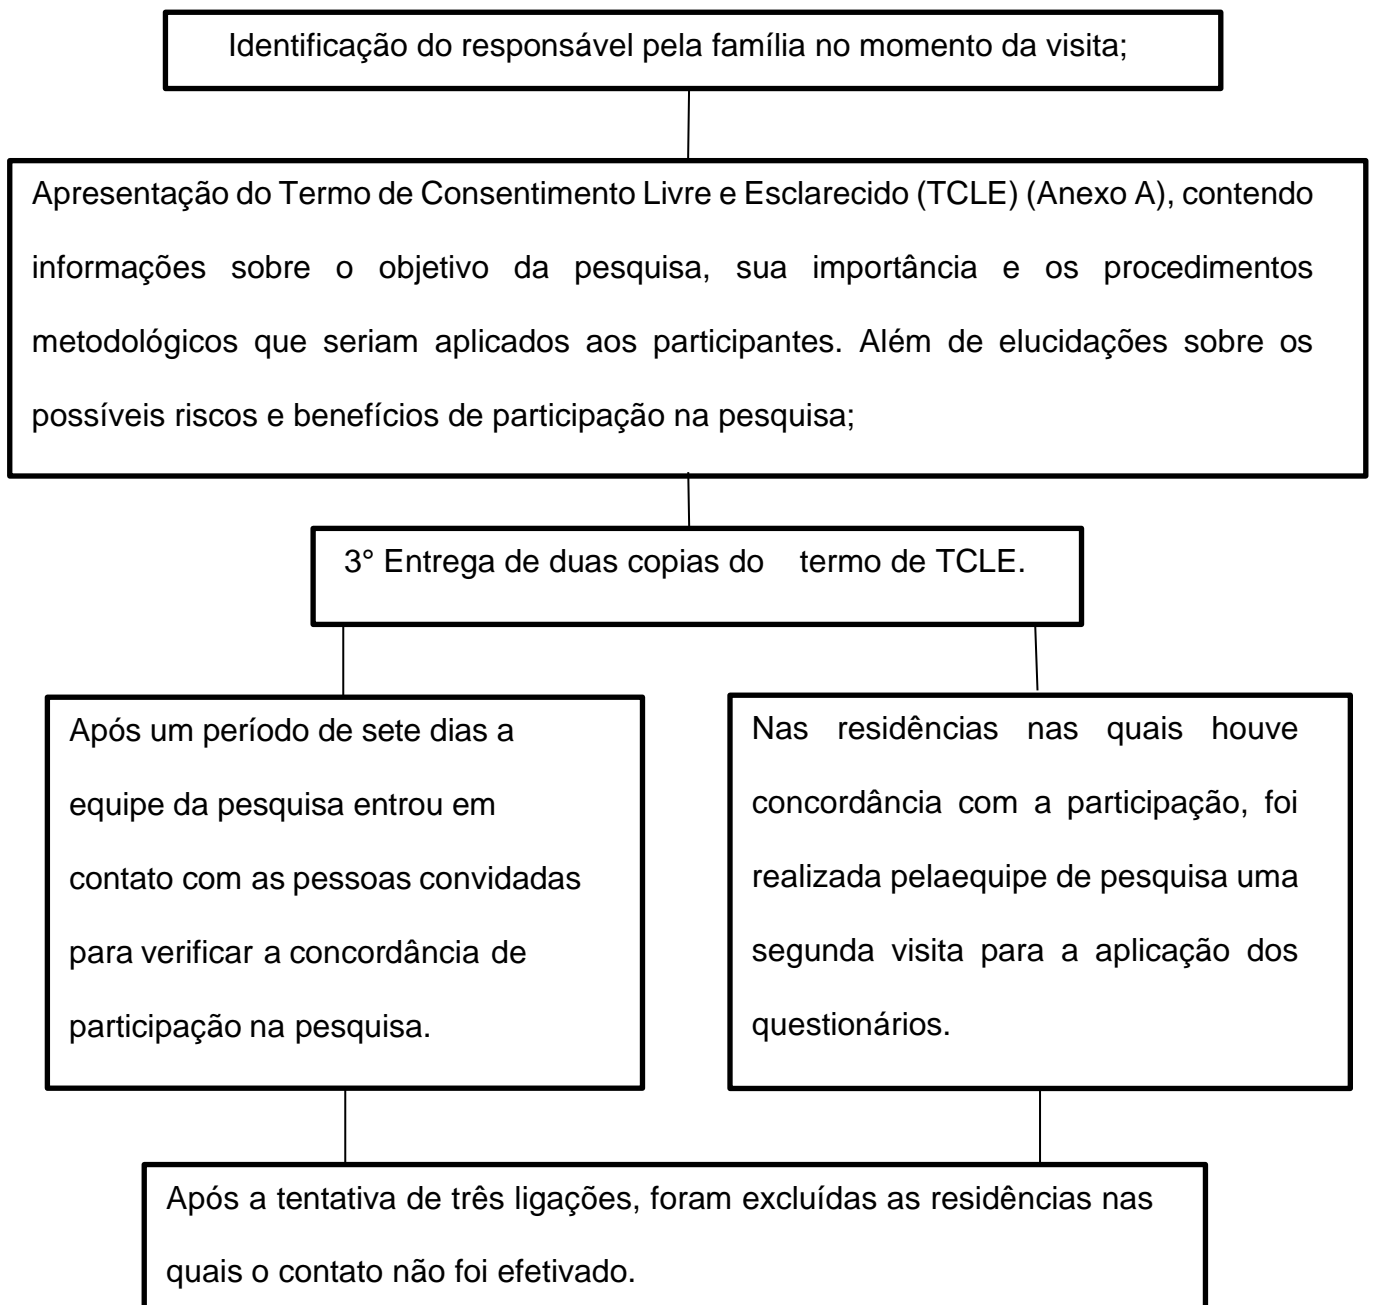 Identificação do responsável pela família no momento da visita;
Apresentação do Termo de Consentimento Livre e Esclarecido (TCLE) (Anexo A), contendo
informações sobre o objetivo da pesquisa, sua importância e os procedimentos
metodológicos que seriam aplicados aos participantes. Além de elucidações sobre os
possíveis riscos e benefícios de participação na pesquisa;
3° Entrega de duas copias do termo de TCLE.
Após um período de sete dias a
equipe da pesquisa entrou em
contato com as pessoas convidadas
para verificar a concordância de
participação na pesquisa.
Nas residências nas quais houve
concordância com a participação, foi
realizada pelaequipe de pesquisa uma
segunda visita para a aplicação dos
questionários.
Após a tentativa de três ligações, foram excluídas as residências nas
quais o contato não foi efetivado.